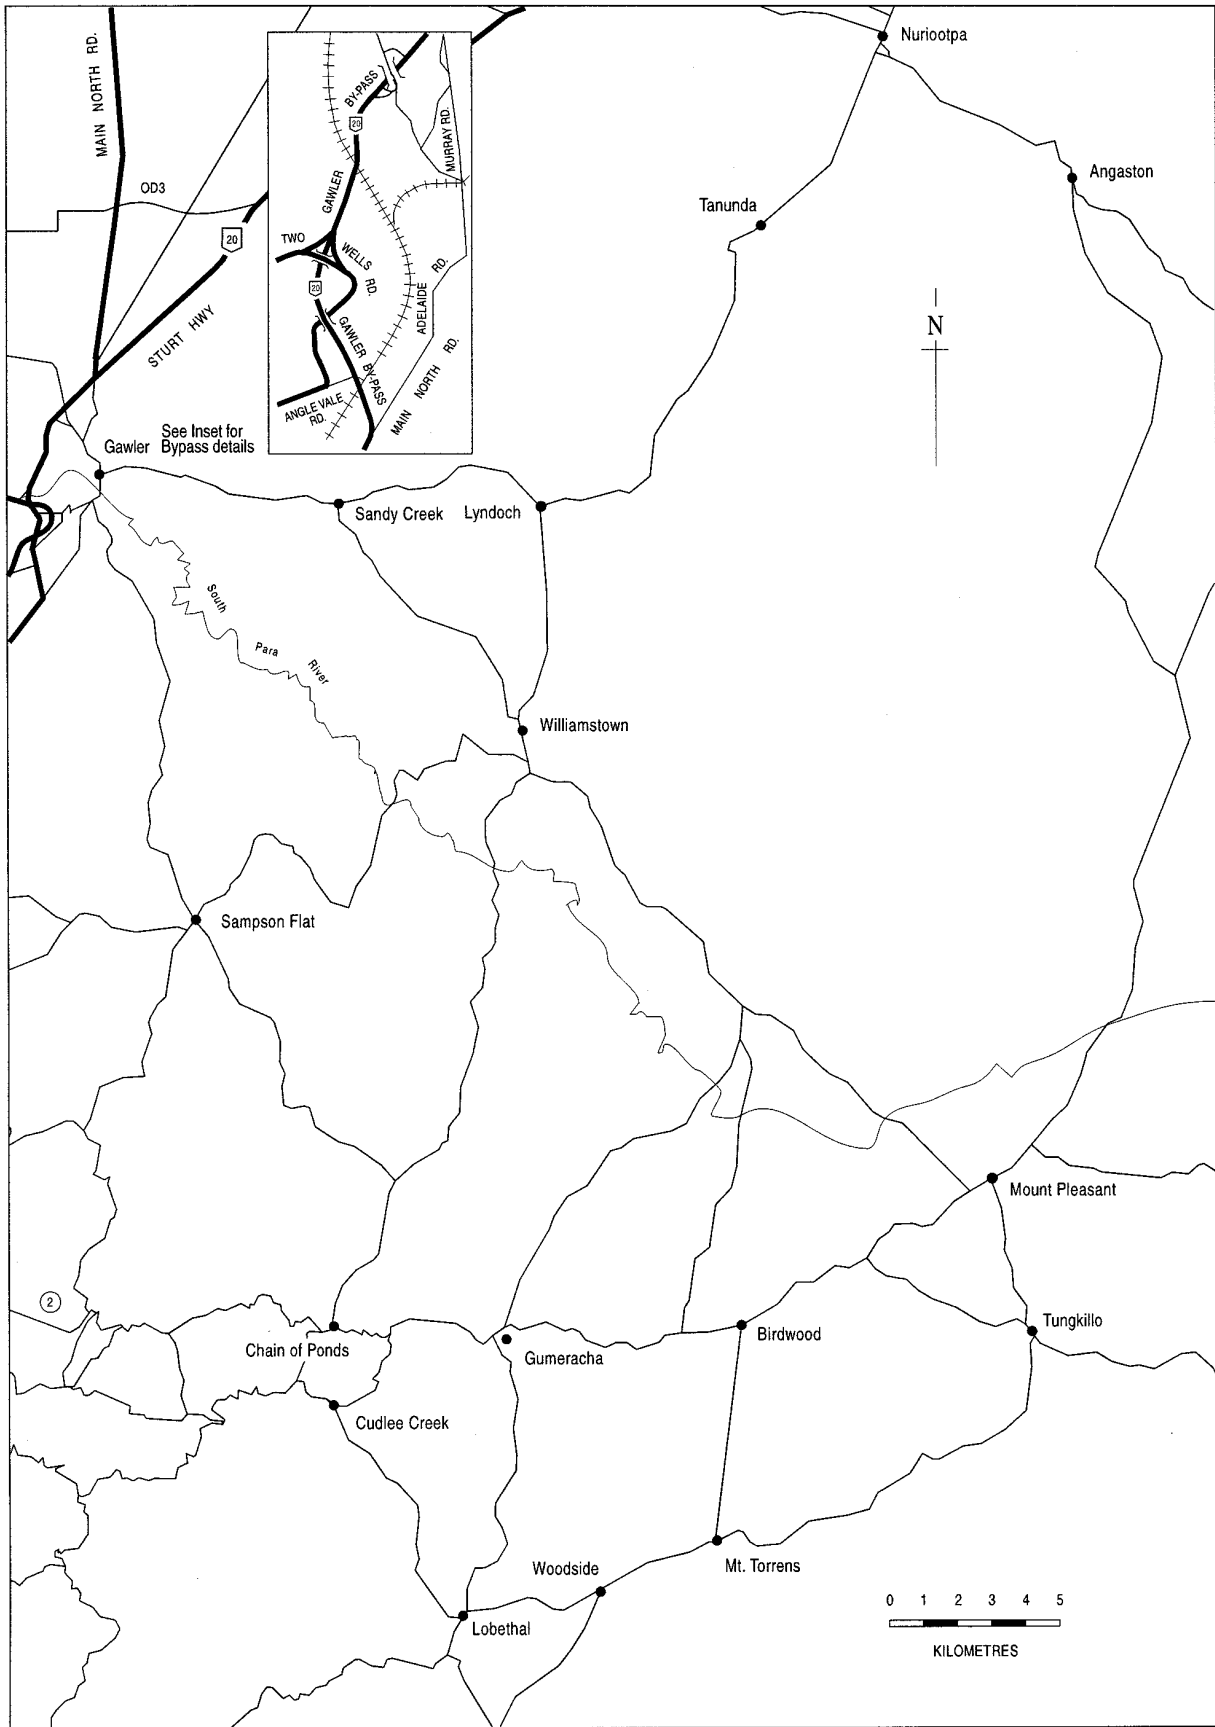 Nuriootpa
MAIN NORTH RD.
BY-PASS
20
MURRAY RD.
OD3
Angaston
GAWLER
Tanunda
20
TWO
WELLS
RD.
RD.
20
ADELAIDE
N
STURT HWY
GAWLER BY-PASS
MAIN NORTH RD.
ANGLE VALE
RD.
Gawler
See Inset for
Bypass details
Sandy Creek
Lyndoch
South
Para
River
Williamstown
Sampson Flat
Mount Pleasant
2
Tungkillo
Birdwood
Chain of Ponds
Gumeracha
Cudlee Creek
Woodside
Mt. Torrens
Lobethal
0 1 2 3 4 5
KILOMETRES